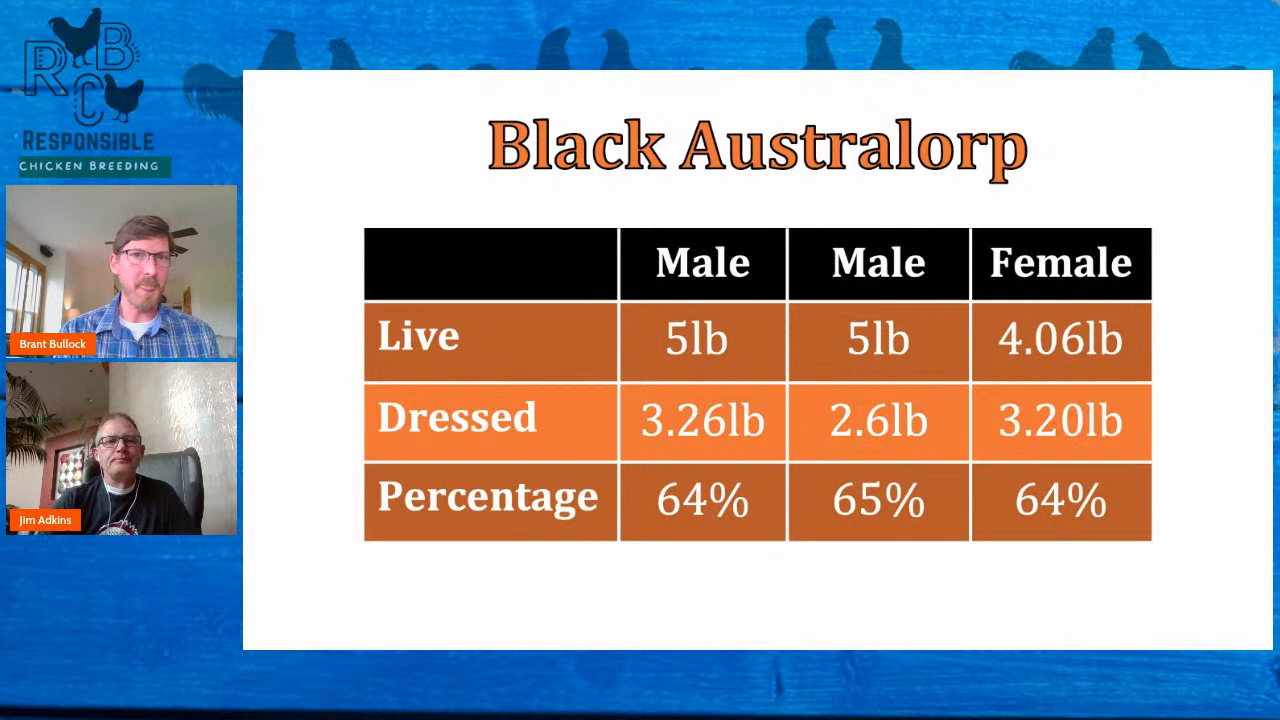 RBC
RESPONSIBLE
CHICKEN BREEDING
Brant Bullock
Jim Adkins
Black Australorp
Male Male Female
Live 5lb 5lb 4.06lb
Dressed 3.26lb 2.6lb 3.20lb
Percentage 64% 65% 64%